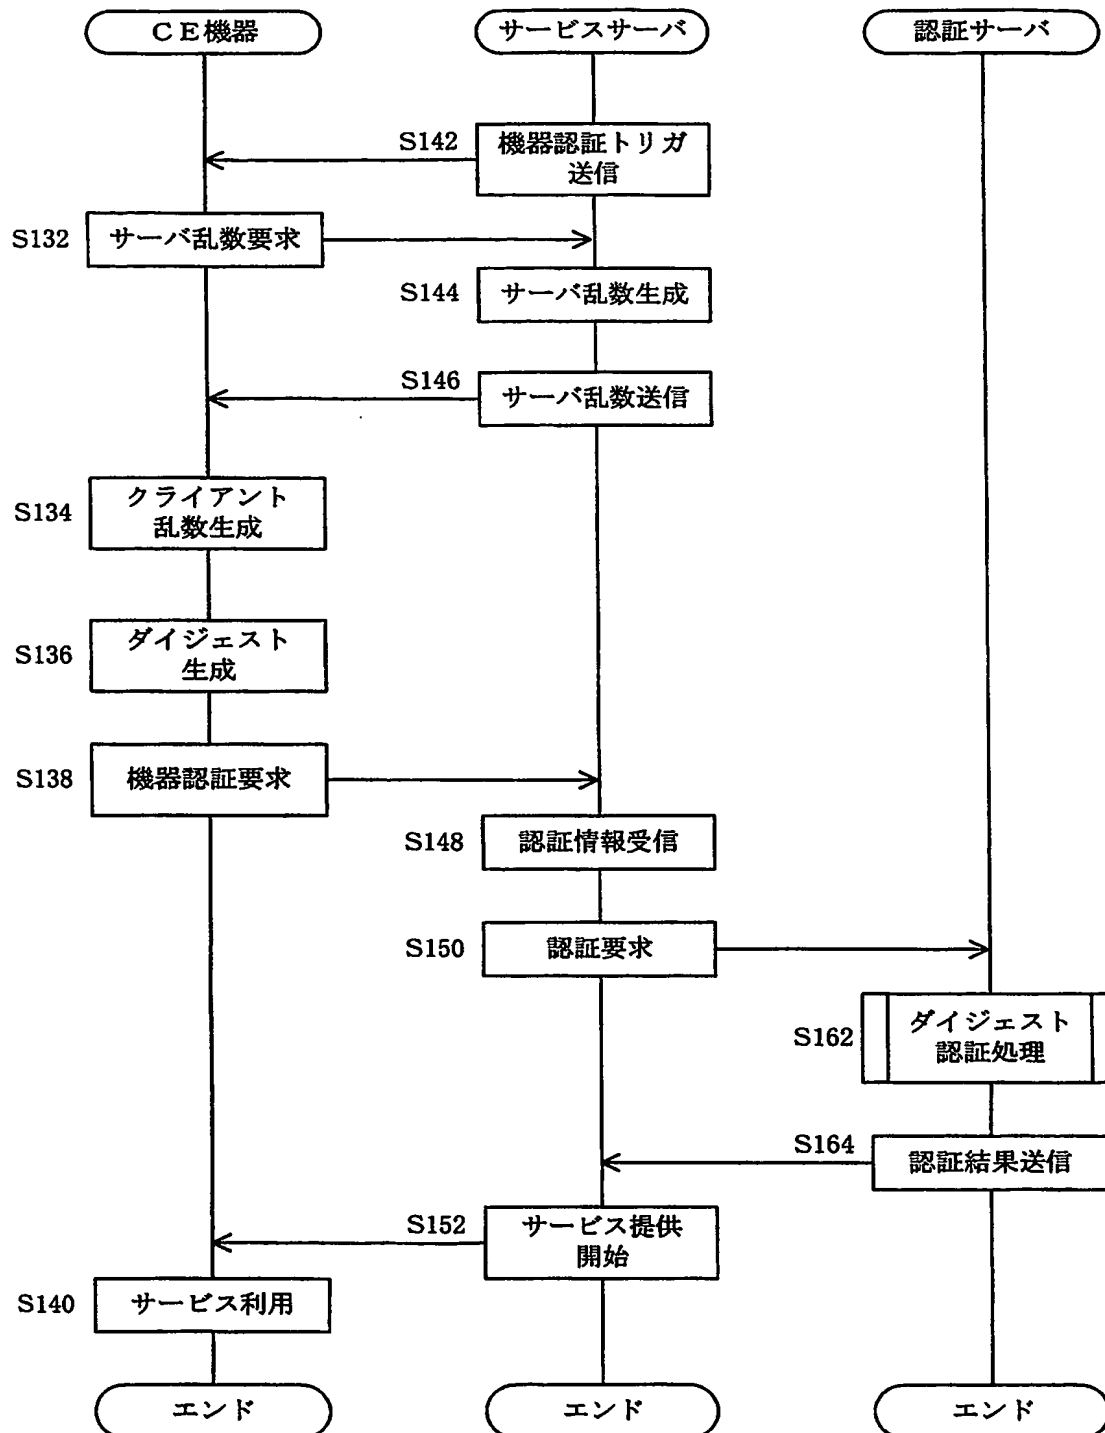 CE機器
サービスサーバ
認証サーバ
S142
機器認証トリガ
送信
S132
サーバ乱数要求
S144
サーバ乱数生成
S146
サーバ乱数送信
S134
クライアント
乱数生成
S136
ダイジェスト
生成
S138
機器認証要求
S148
認証情報受信
S150
認証要求
S162
ダイジェスト
認証処理
S164
認証結果送信
S152
サービス提供
開始
S140
サービス利用
エンド
エンド
エンド